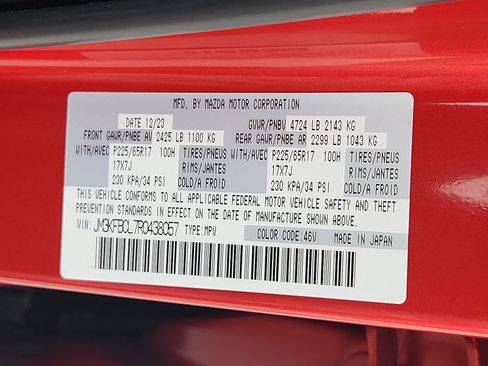 MFD. BY MAZDA MOTOR CORPORATION
DATE 12/23 GVWR/PNBV 4724 LB 2143 KG
FRONT GAWR/PNBE AV 2425 LB 1100 KG REAR GAWR/PNBE AR 2299 LB 1043 KG
WITH/AVEC P225/65R17 100H TIRES/PNEUS WITH/AVEC P225/65R17 100H TIRES/PNEUS
17X7J RIMS/JANTES 17X7J RIMS/JANTES
230 KPA/34 PSI COLD/A FROID 230 KPA/34 PSI COLD/A FROID
THIS VEHICLE CONFORMS TO ALL APPLICABLE FEDERAL MOTOR VEHICLE SAFETY AND THEFT
PREVENTION STANDARDS IN EFFECT ON DATE OF MANUFACTURE SHOWN ABOVE.
VIN: JM3KFBCL7R0438057 TYPE:MPV COLOR CODE:46V MADE IN JAPAN